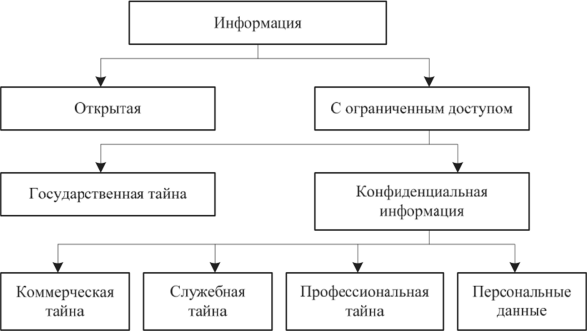 Информация
Открытая
С ограниченным доступом
Государственная тайна
Конфиденциальная
информация
Коммерческая
тайна
Служебная
тайна
Профессиональная
тайна
Персональные
данные